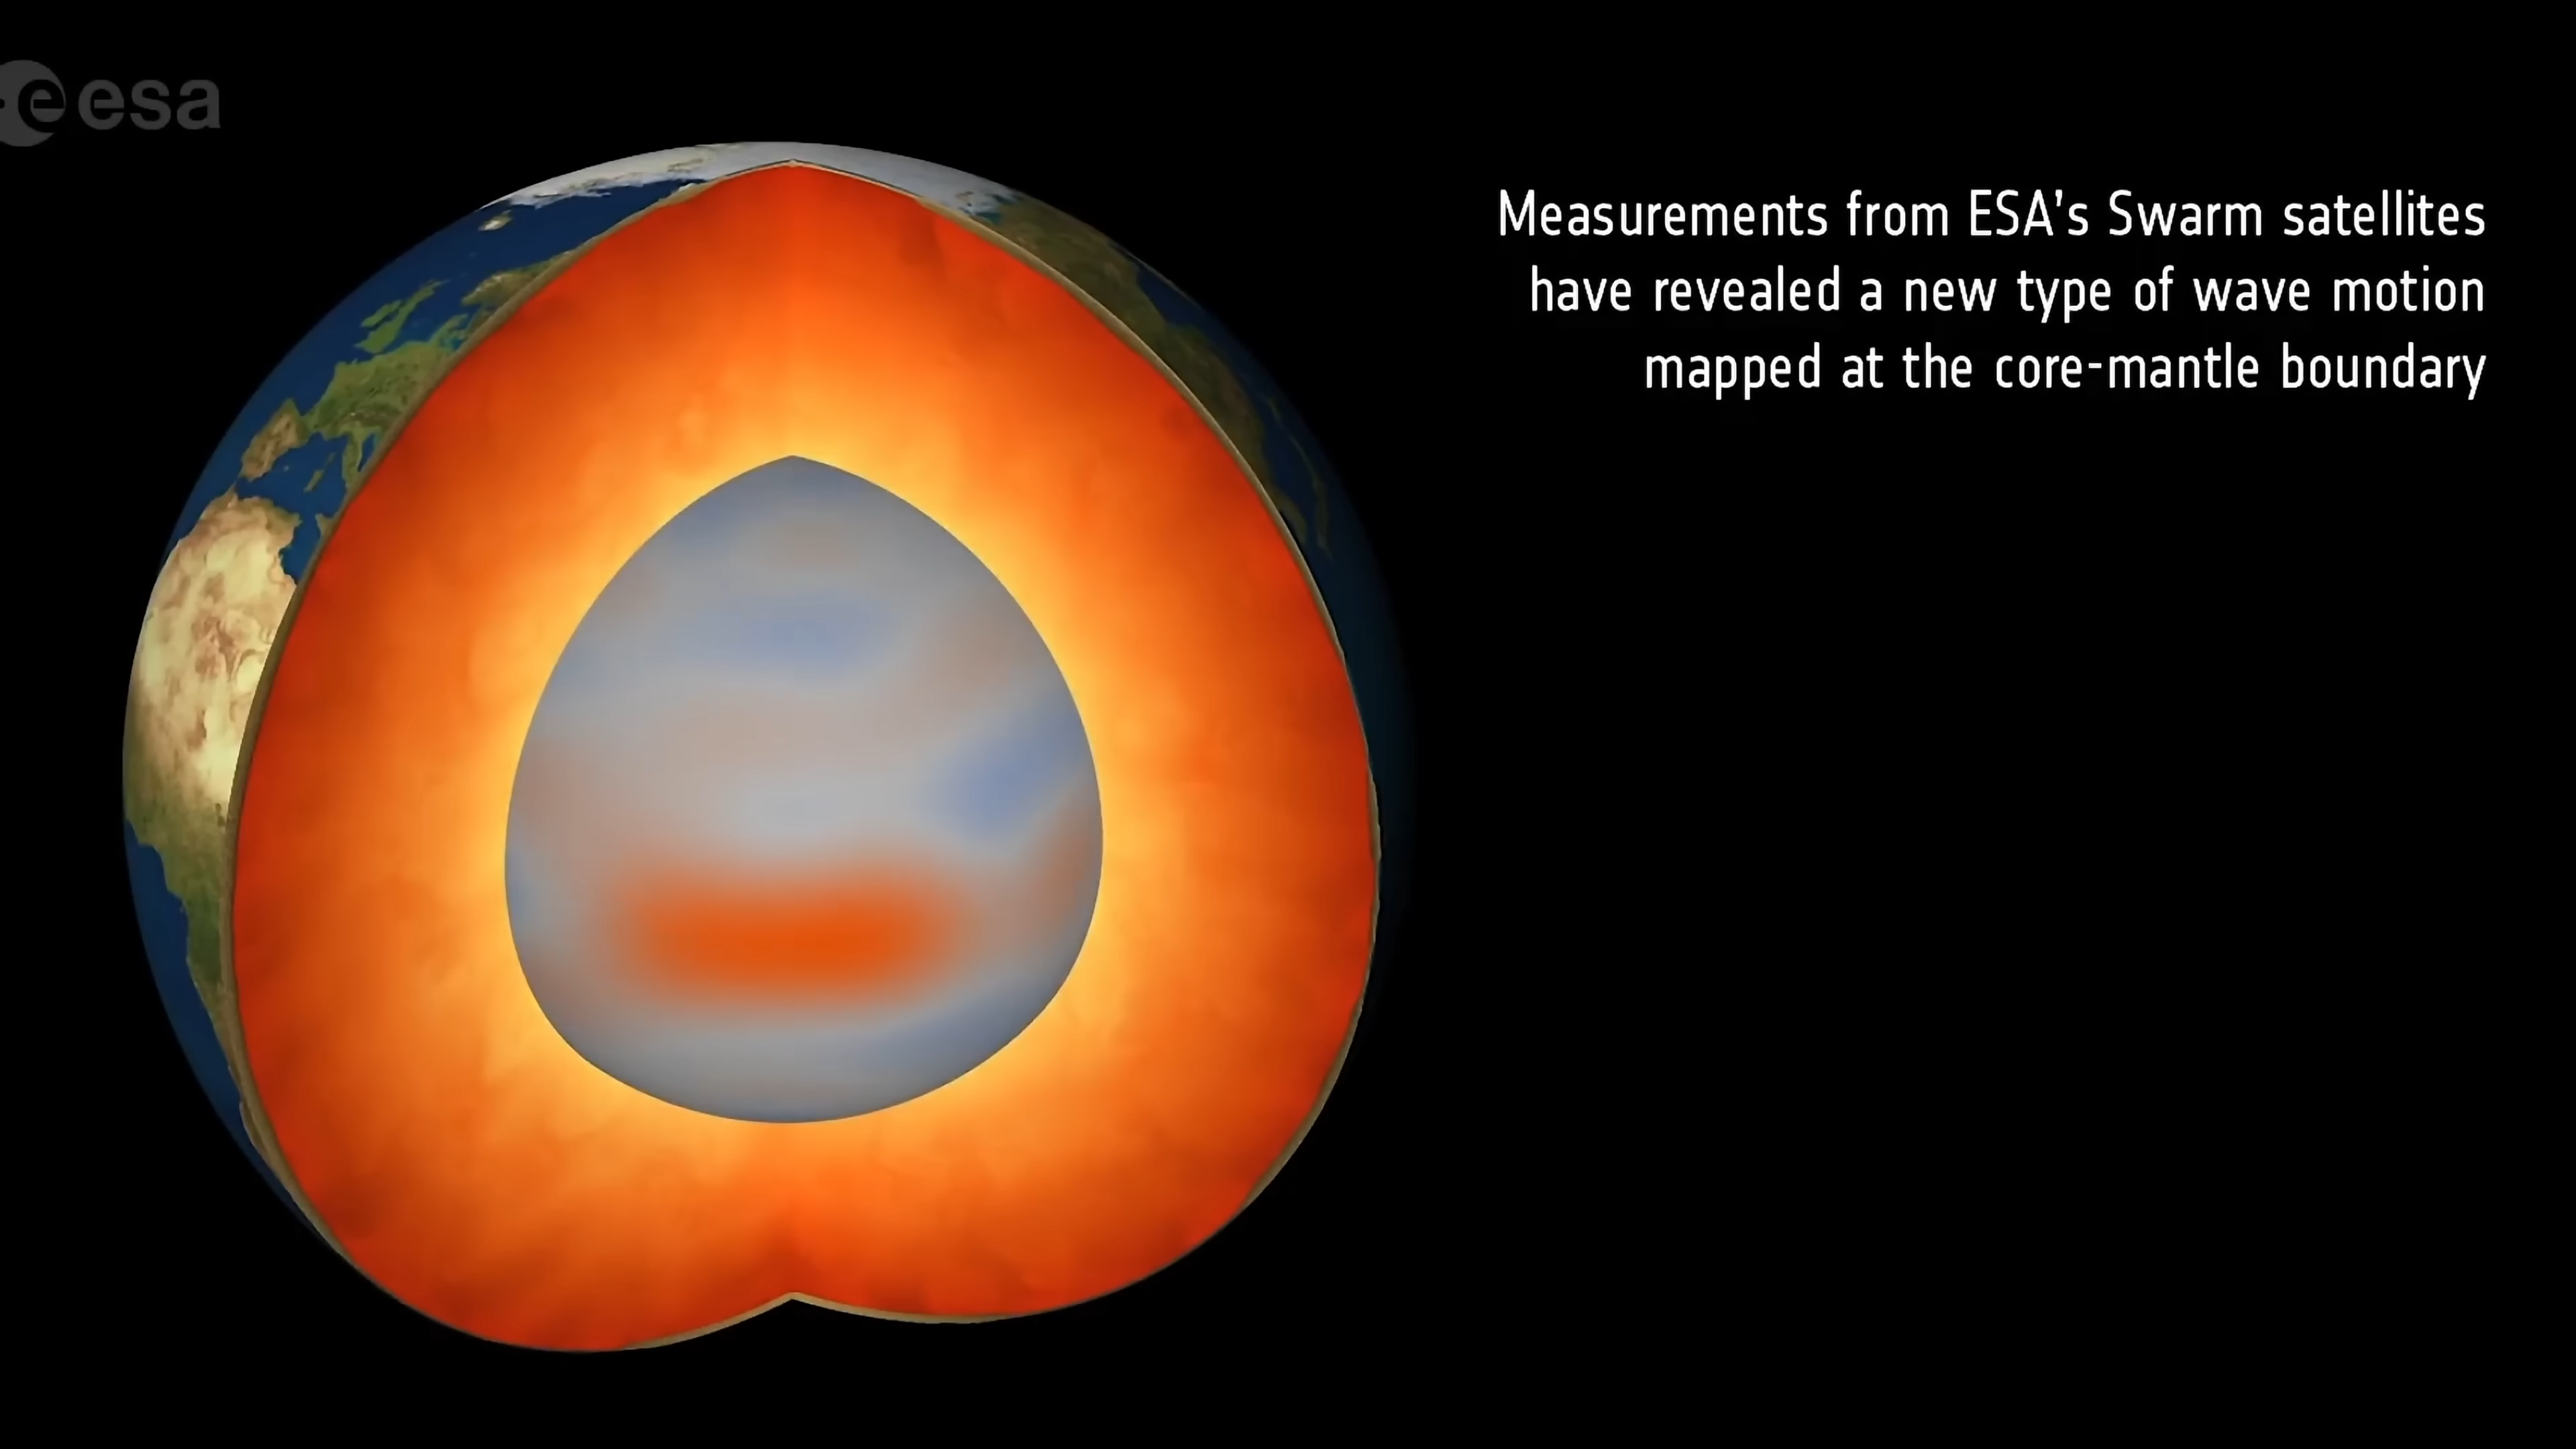 esa
Measurements from ESA's Swarm satellites
have revealed a new type of wave motion
mapped at the core-mantle boundary